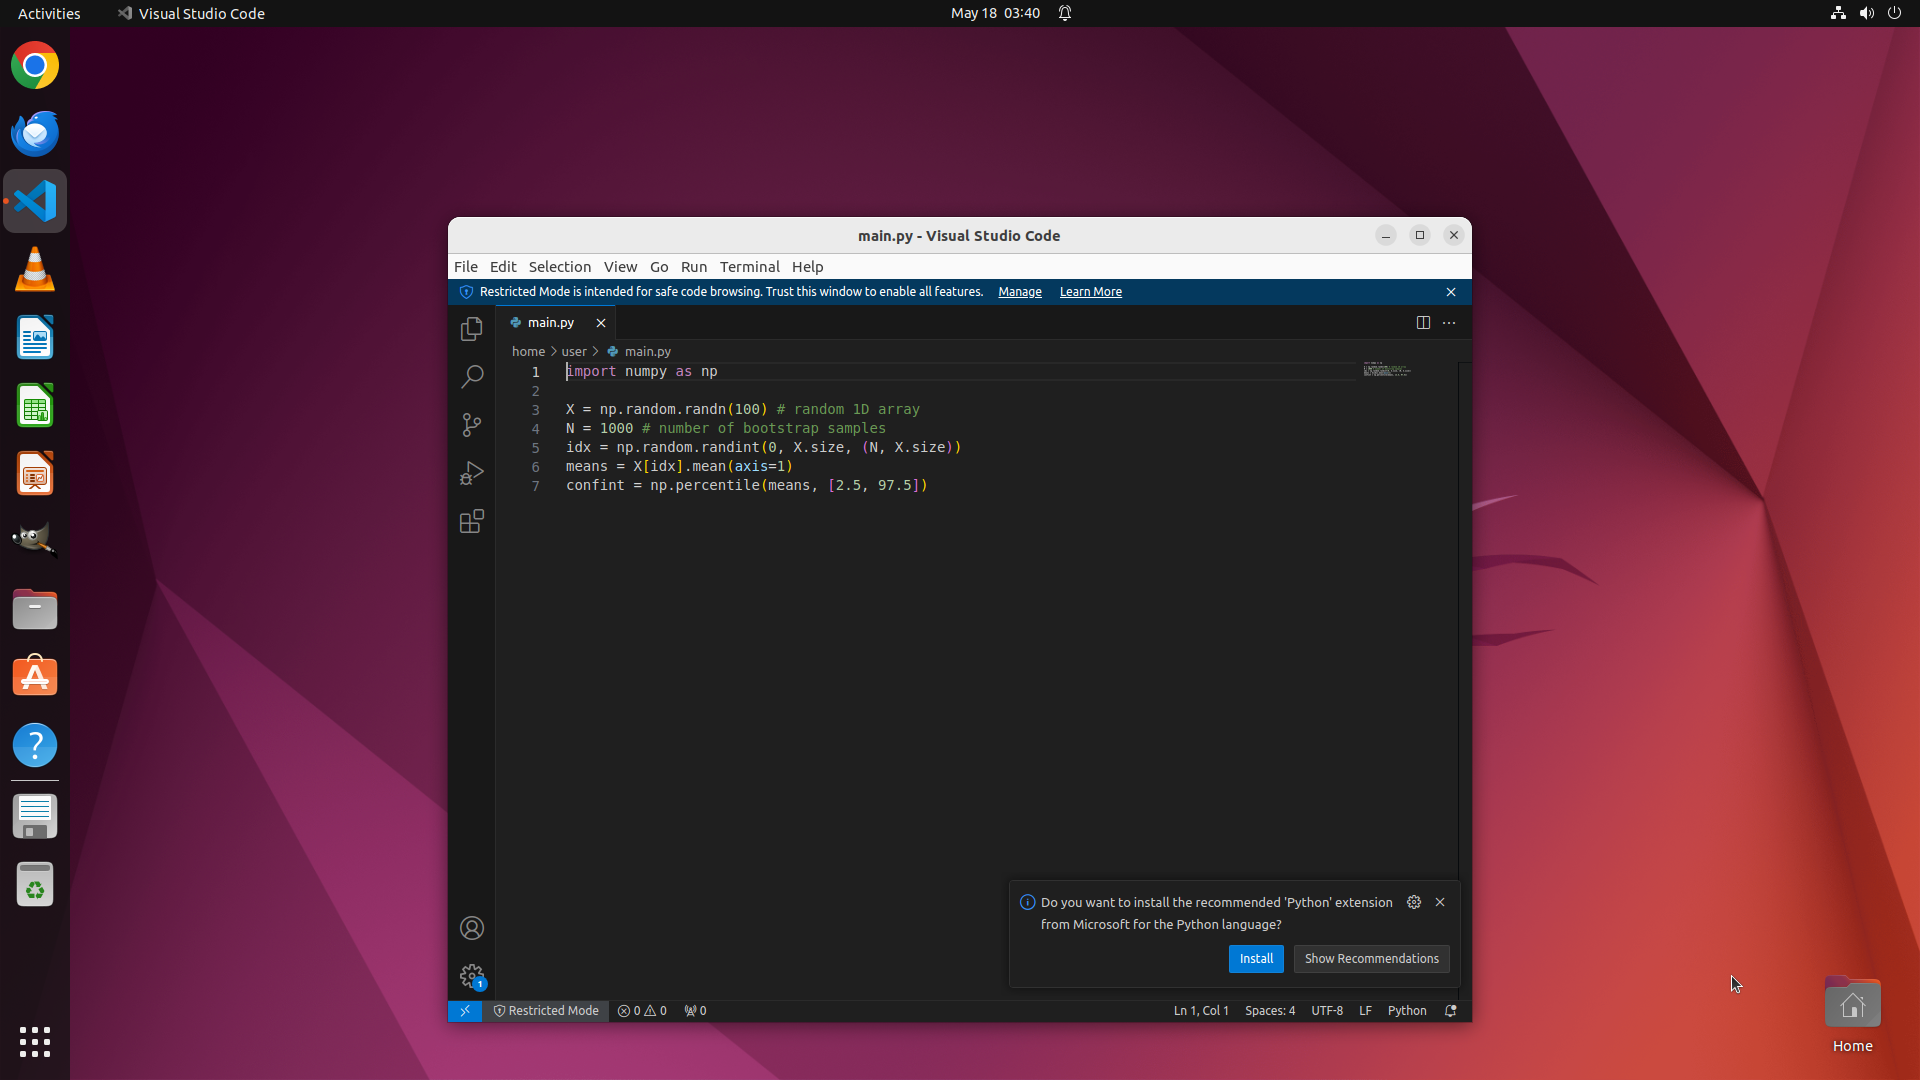 Activities
Visual Studio Code
May 18 03:40
main.py - Visual Studio Code
File Edit Selection View Go Run Terminal Help
Restricted Mode is intended for safe code browsing. Trust this window to enable all features. Manage Learn More
main.py
home > user > main.py
1 import numpy as np
2
3 X = np.random.randn(100) # random 1D array
4 N = 1000 # number of bootstrap samples
5 idx = np.random.randint(0, X.size, (N, X.size))
6 means = X[idx].mean(axis=1)
7 confint = np.percentile(means, [2.5, 97.5])
Do you want to install the recommended 'Python' extension
from Microsoft for the Python language?
Install Show Recommendations
1
Restricted Mode 0 0 0 Ln 1, Col 1 Spaces: 4 UTF-8 LF Python
Home